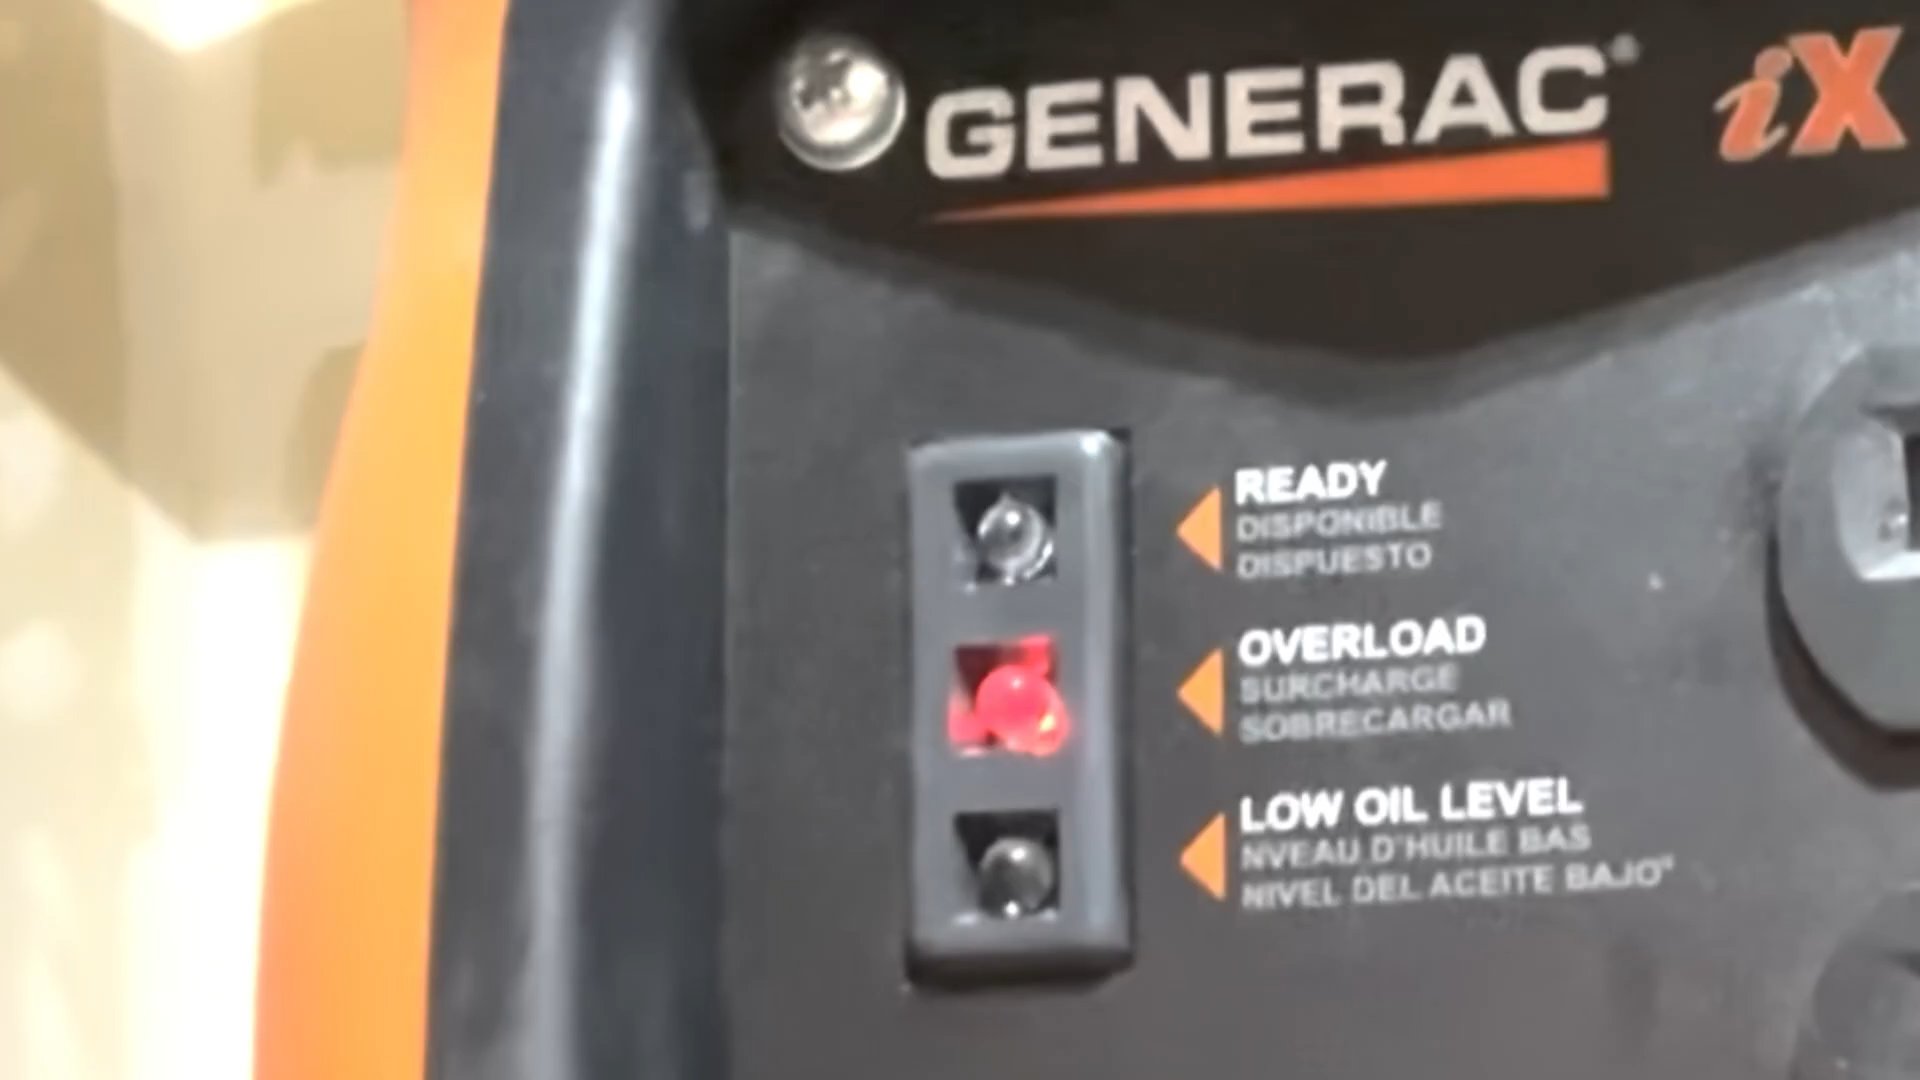 GENERAC® iX
READY
DISPONIBLE
DISPUESTO
OVERLOAD
SURCHARGE
SOBRECARGAR
LOW OIL LEVEL
NVEAU D'HUILE BAS
NIVEL DEL ACEITE BAJO"